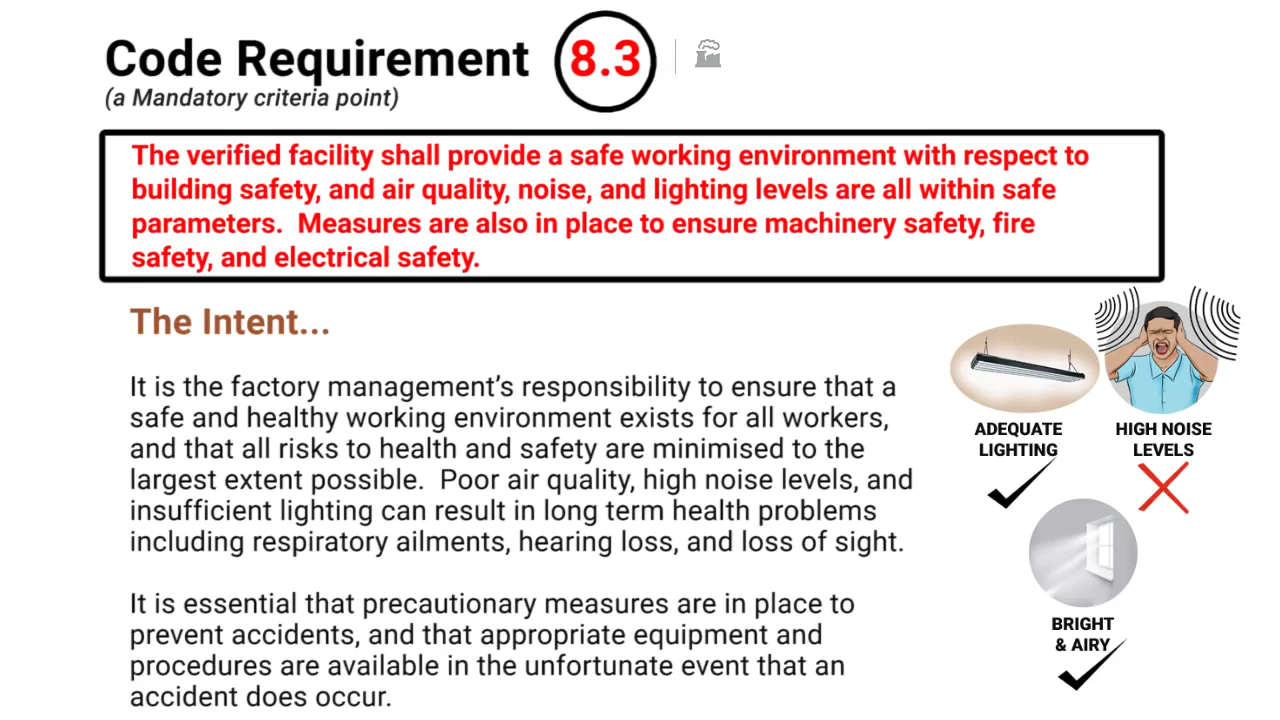 Code Requirement 8.3
(a Mandatory criteria point)
The verified facility shall provide a safe working environment with respect to
building safety, and air quality, noise, and lighting levels are all within safe
parameters.  Measures are also in place to ensure machinery safety, fire
safety, and electrical safety.
The Intent...
It is the factory management’s responsibility to ensure that a
safe and healthy working environment exists for all workers,
and that all risks to health and safety are minimised to the
largest extent possible.  Poor air quality, high noise levels, and
insufficient lighting can result in long term health problems
including respiratory ailments, hearing loss, and loss of sight.
It is essential that precautionary measures are in place to
prevent accidents, and that appropriate equipment and
procedures are available in the unfortunate event that an
accident does occur.
ADEQUATE
LIGHTING
HIGH NOISE
LEVELS
BRIGHT
& AIRY